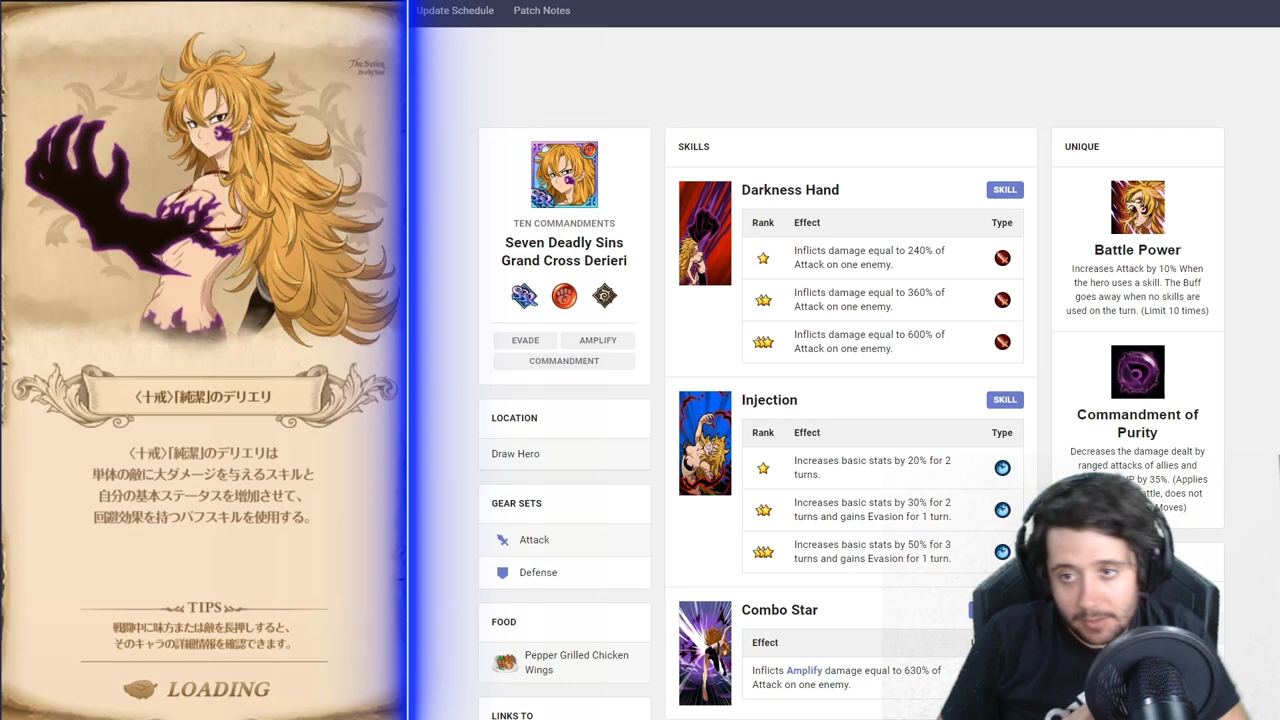 The Seven
Deadly Sins
〈十戒〉「純潔」のデリエリ
〈十戒〉「純潔」のデリエリは
単体の敵に大ダメージを与えるスキルと
自分の基本ステータスを増加させて、
回避効果を持つバフスキルを使用する。
TIPS
戦闘中に味方または敵を長押しすると、
そのキャラの詳細情報を確認できます。
LOADING
Update Schedule
Patch Notes
TEN COMMANDMENTS
Seven Deadly Sins
Grand Cross Derieri
EVADE
AMPLIFY
COMMANDMENT
LOCATION
Draw Hero
GEAR SETS
Attack
Defense
FOOD
Pepper Grilled Chicken
Wings
LINKS TO
SKILLS
Darkness Hand
SKILL
Rank Effect Type
Inflicts damage equal to 240% of
Attack on one enemy.
Inflicts damage equal to 360% of
Attack on one enemy.
Inflicts damage equal to 600% of
Attack on one enemy.
Injection
SKILL
Rank Effect Type
Increases basic stats by 20% for 2
turns.
Increases basic stats by 30% for 2
turns and gains Evasion for 1 turn.
Increases basic stats by 50% for 3
turns and gains Evasion for 1 turn.
Combo Star
Effect
Inflicts Amplify damage equal to 630% of
Attack on one enemy.
UNIQUE
Battle Power
Increases Attack by 10% When
the hero uses a skill. The Buff
goes away when no skills are
used on the turn. (Limit 10 times)
Commandment of
Purity
Decreases the damage dealt by
ranged attacks of allies and
by 35%. (Applies
does not
Moves)